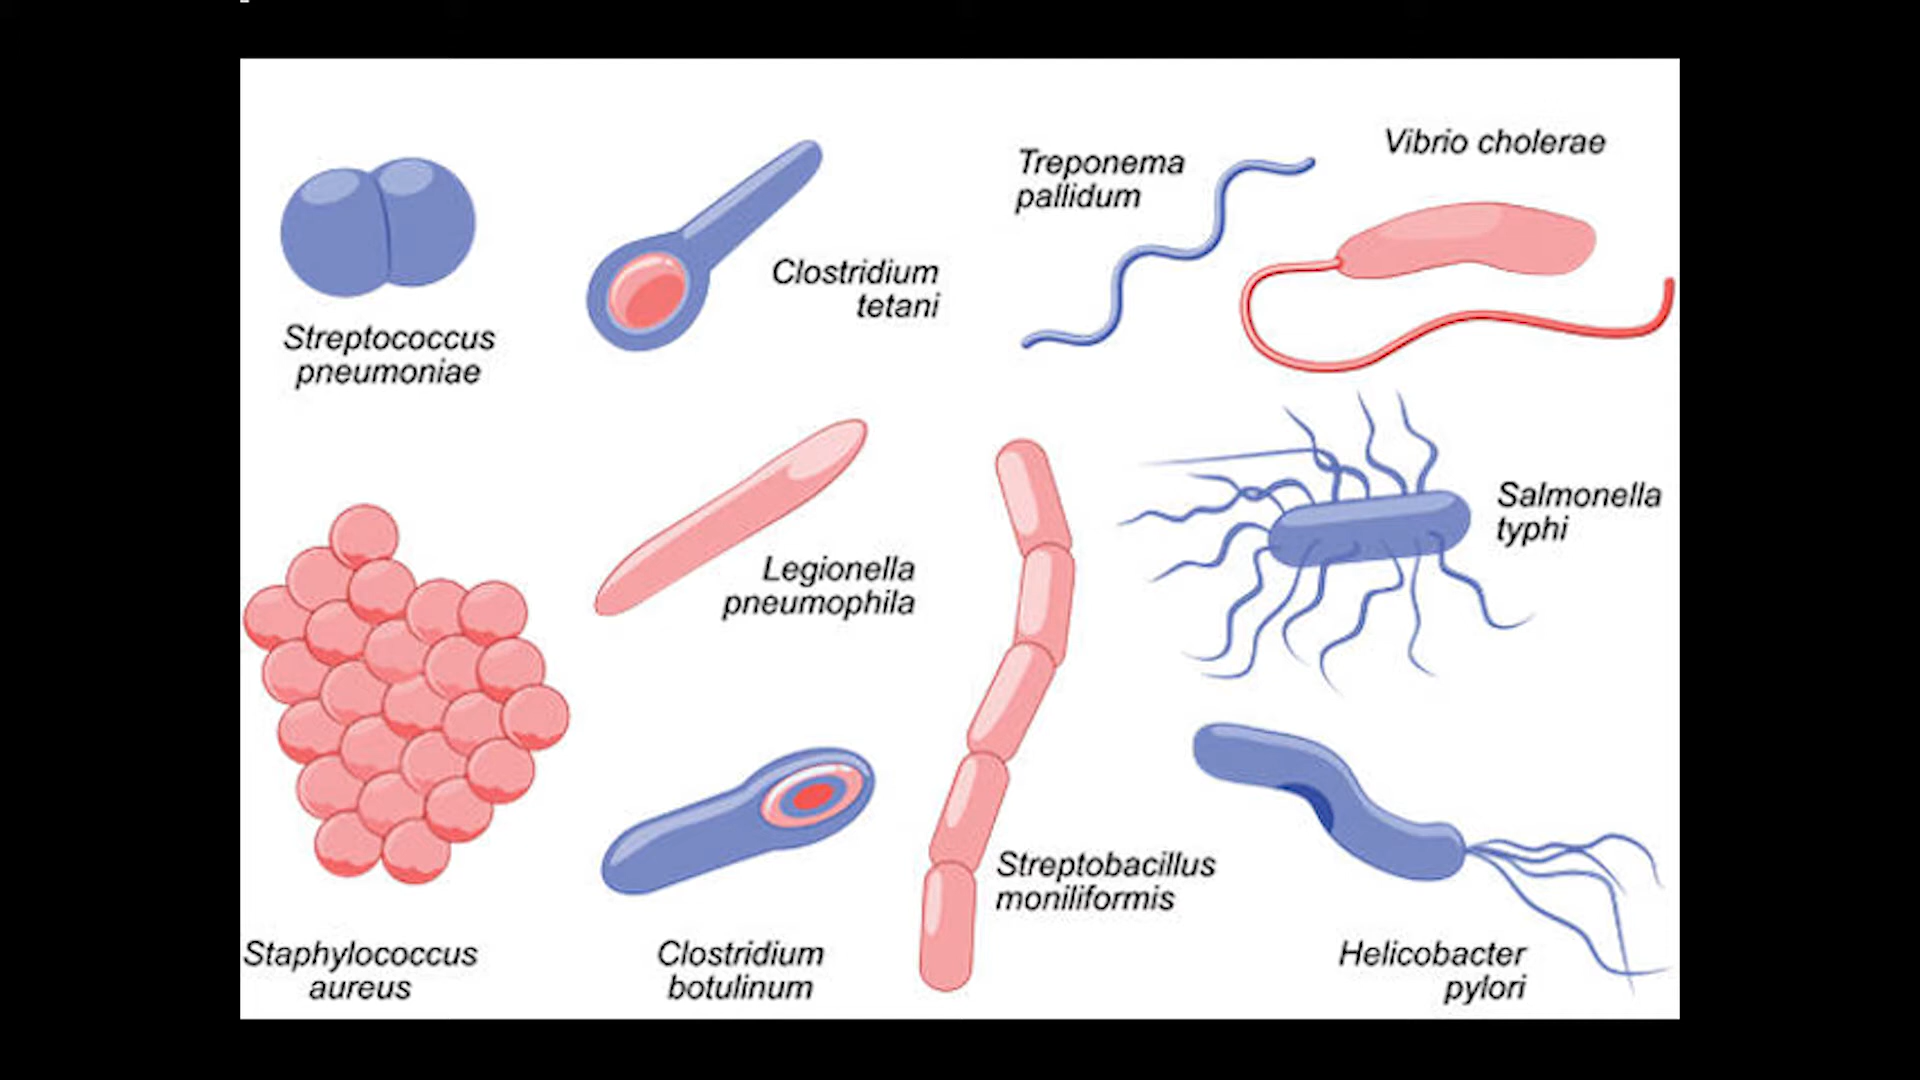 Streptococcus
pneumoniae
Clostridium
tetani
Treponema
pallidum
Vibrio cholerae
Staphylococcus
aureus
Legionella
pneumophila
Clostridium
botulinum
Streptobacillus
moniliformis
Salmonella
typhi
Helicobacter
pylori